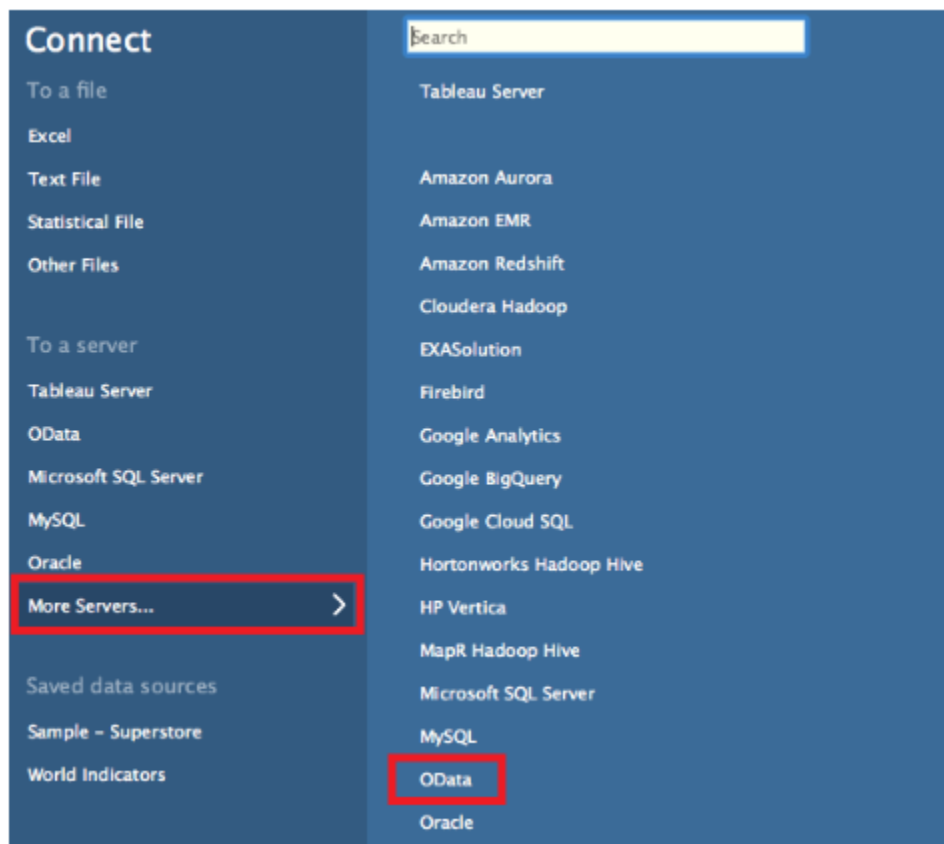 Connect
To a file
Excel
Text File
Statistical File
Other Files
To a server
Tableau Server
OData
Microsoft SQL Server
MySQL
Oracle
More Servers...
Saved data sources
Sample – Superstore
World Indicators
Search
Tableau Server
Amazon Aurora
Amazon EMR
Amazon Redshift
Cloudera Hadoop
EXASolution
Firebird
Google Analytics
Google BigQuery
Google Cloud SQL
Hortonworks Hadoop Hive
HP Vertica
MapR Hadoop Hive
Microsoft SQL Server
MySQL
OData
Oracle